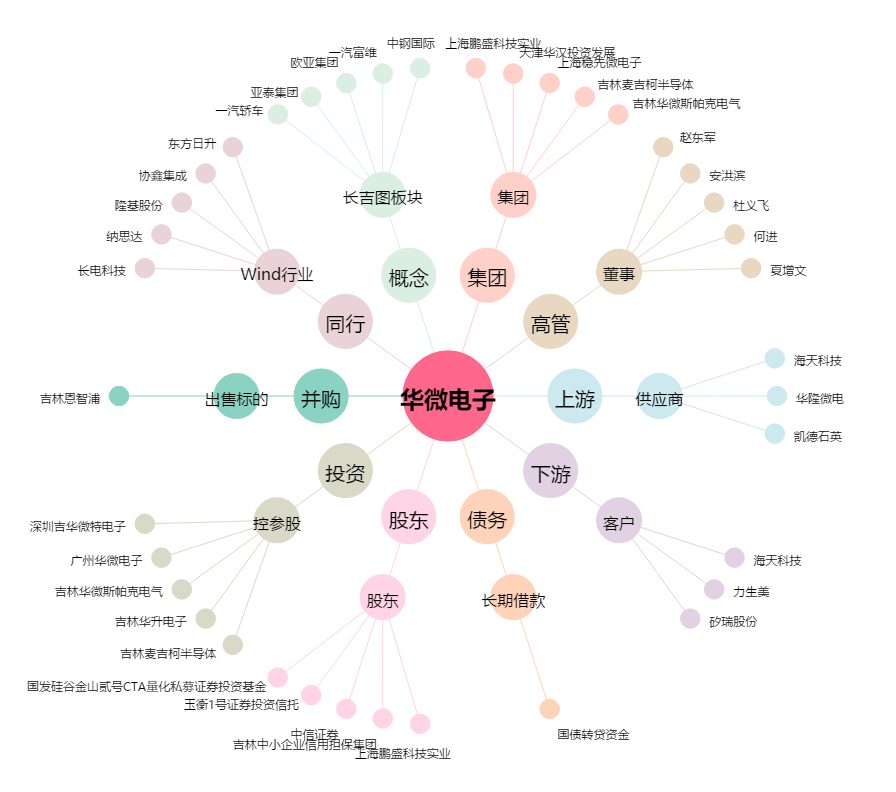 中钢国际
一汽富维
欧亚集团
亚泰集团
一汽轿车
长吉图板块
概念
上海鹏盛科技实业
天津华汉投资发展
上海稳先微电子
吉林麦吉柯半导体
吉林华微斯帕克电气
集团
集团
东方日升
协鑫集成
隆基股份
纳思达
长电科技
Wind行业
同行
赵东军
安洪滨
杜义飞
何进
夏增文
董事
高管
吉林恩智浦
出售标的
并购
华微电子
上游
供应商
海天科技
华隆微电
凯德石英
投资
控参股
深圳吉华微特电子
广州华微电子
吉林华微斯帕克电气
吉林华升电子
吉林麦吉柯半导体
下游
客户
海天科技
力生美
矽瑞股份
股东
股东
国发硅谷金山贰号CTA量化私募证券投资基金
玉衡1号证券投资信托
中信证券
吉林中小企业信用担保集团
上海鹏盛科技实业
债务
长期借款
国债转贷资金